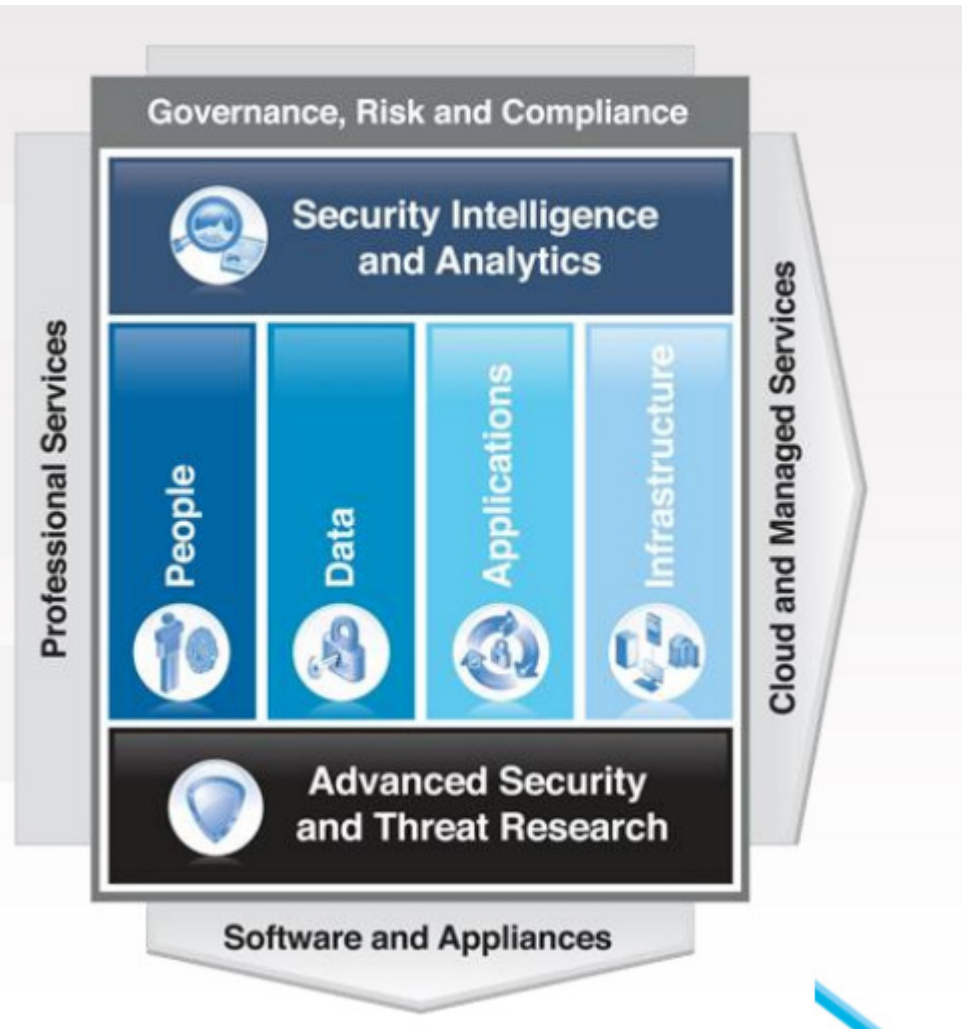 Governance, Risk and Compliance
Security Intelligence
and Analytics
Professional Services
People
Data
Applications
Infrastructure
Cloud and Managed Services
Advanced Security
and Threat Research
Software and Appliances